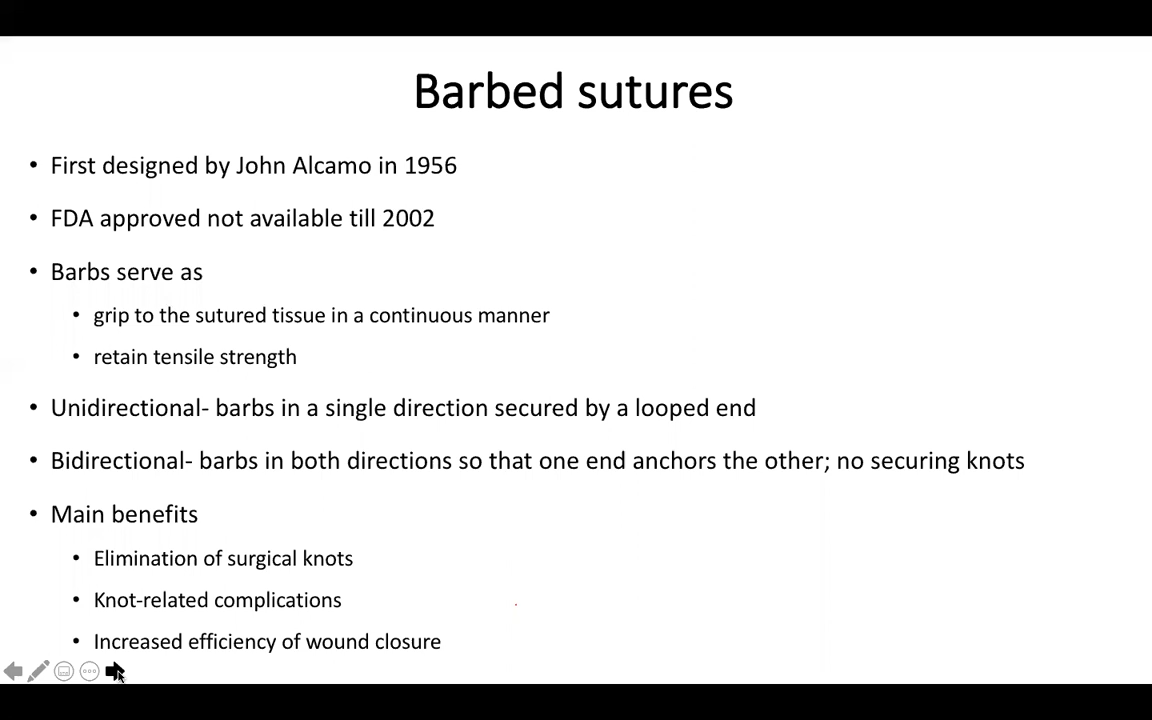 Barbed sutures
• First designed by John Alcamo in 1956
• FDA approved not available till 2002
• Barbs serve as
• grip to the sutured tissue in a continuous manner
• retain tensile strength
• Unidirectional- barbs in a single direction secured by a looped end
• Bidirectional- barbs in both directions so that one end anchors the other; no securing knots
• Main benefits
• Elimination of surgical knots
• Knot-related complications
• Increased efficiency of wound closure